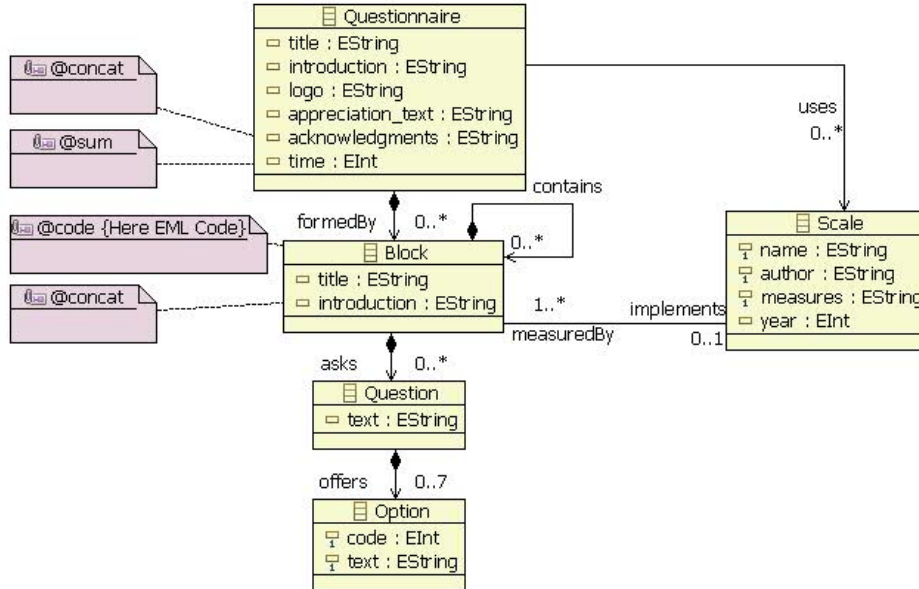 Questionnaire
title : EString
introduction : EString
logo : EString
appreciation_text : EString
acknowledgments : EString
time : EInt
@concat
@sum
uses
0..*
contains
formedBy
0..*
0..*
@code {Here EML Code}
Block
title : EString
introduction : EString
@concat
Scale
name : EString
author : EString
measures : EString
year : EInt
1..*
implements
measuredBy
0..1
asks
0..*
Question
text : EString
offers
0..7
Option
code : EInt
text : EString